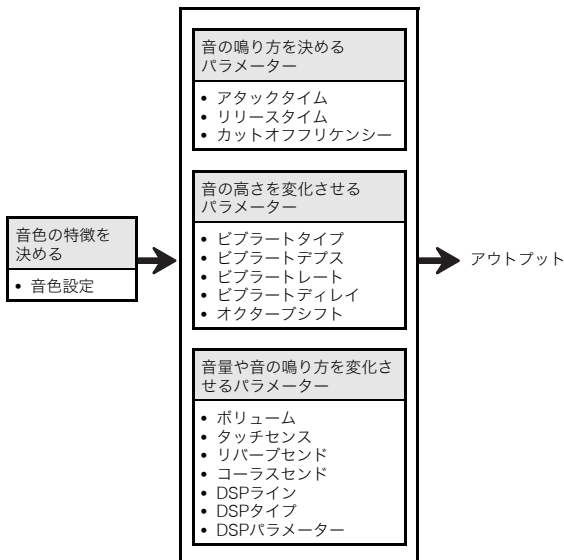 音色の特徴を
決める
• 音色設定
音の鳴り方を決める
パラメーター
• アタックタイム
• リリースタイム
• カットオフフリケンシー
音の高さを変化させる
パラメーター
• ビブラートタイプ
• ビブラートデプス
• ビブラートレート
• ビブラートディレイ
• オクターブシフト
音量や音の鳴り方を変化さ
せるパラメーター
• ボリューム
• タッチセンス
• リバーブセンド
• コーラスセンド
• DSPライン
• DSPタイプ
• DSPパラメーター
アウトプット